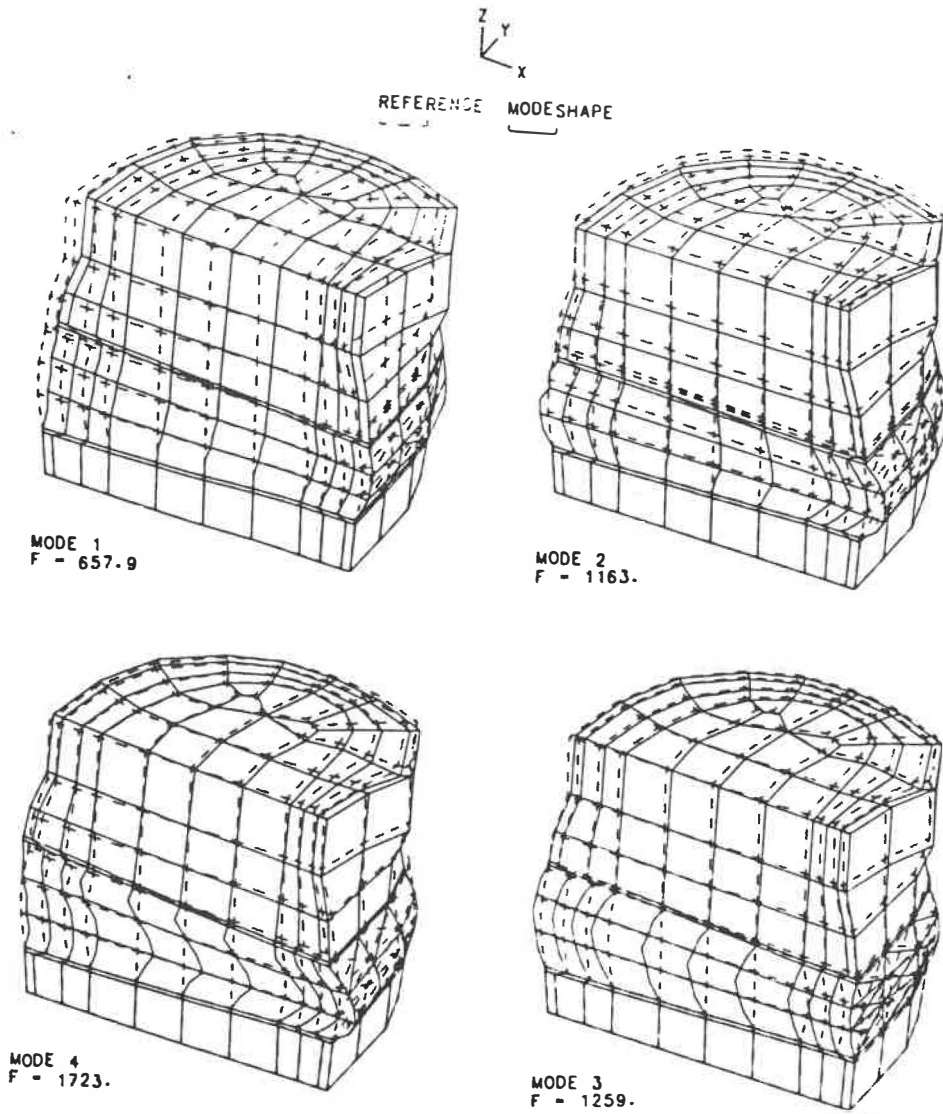 Z
Y
X
REFERENCE MODESHAPE
MODE 1
F = 657.9
MODE 2
F = 1163.
MODE 4
F = 1723.
MODE 3
F = 1259.